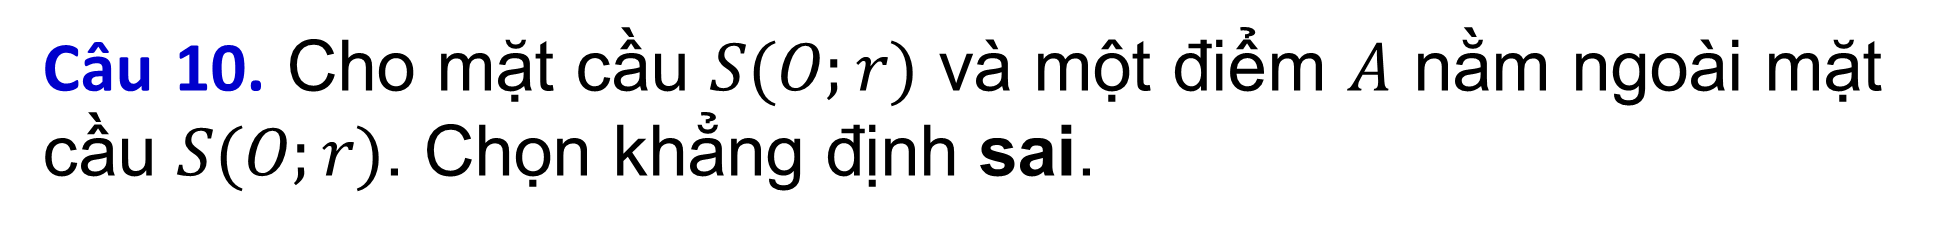 Câu 10. Cho mặt cầu S(O; r) và một điểm A nằm ngoài mặt
cầu S(O; r). Chọn khẳng định sai.